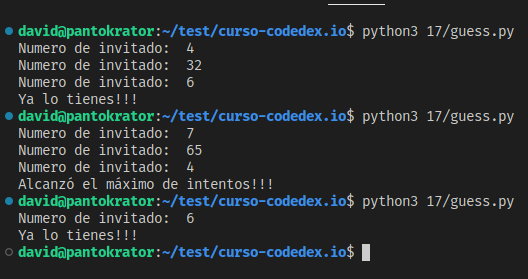 david@pantokrator:~/test/curso-codedex.io$ python3 17/guess.py
Numero de invitado:  4
Numero de invitado:  32
Numero de invitado:  6
Ya lo tienes!!!
david@pantokrator:~/test/curso-codedex.io$ python3 17/guess.py
Numero de invitado:  7
Numero de invitado:  65
Numero de invitado:  4
Alcanzó el máximo de intentos!!!
david@pantokrator:~/test/curso-codedex.io$ python3 17/guess.py
Numero de invitado:  6
Ya lo tienes!!!
david@pantokrator:~/test/curso-codedex.io$